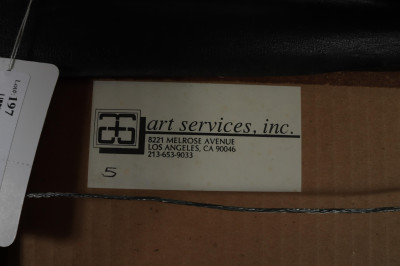 Lot# 197
art services, inc.
8221 MELROSE AVENUE
LOS ANGELES, CA 90046
213-653-9033
5